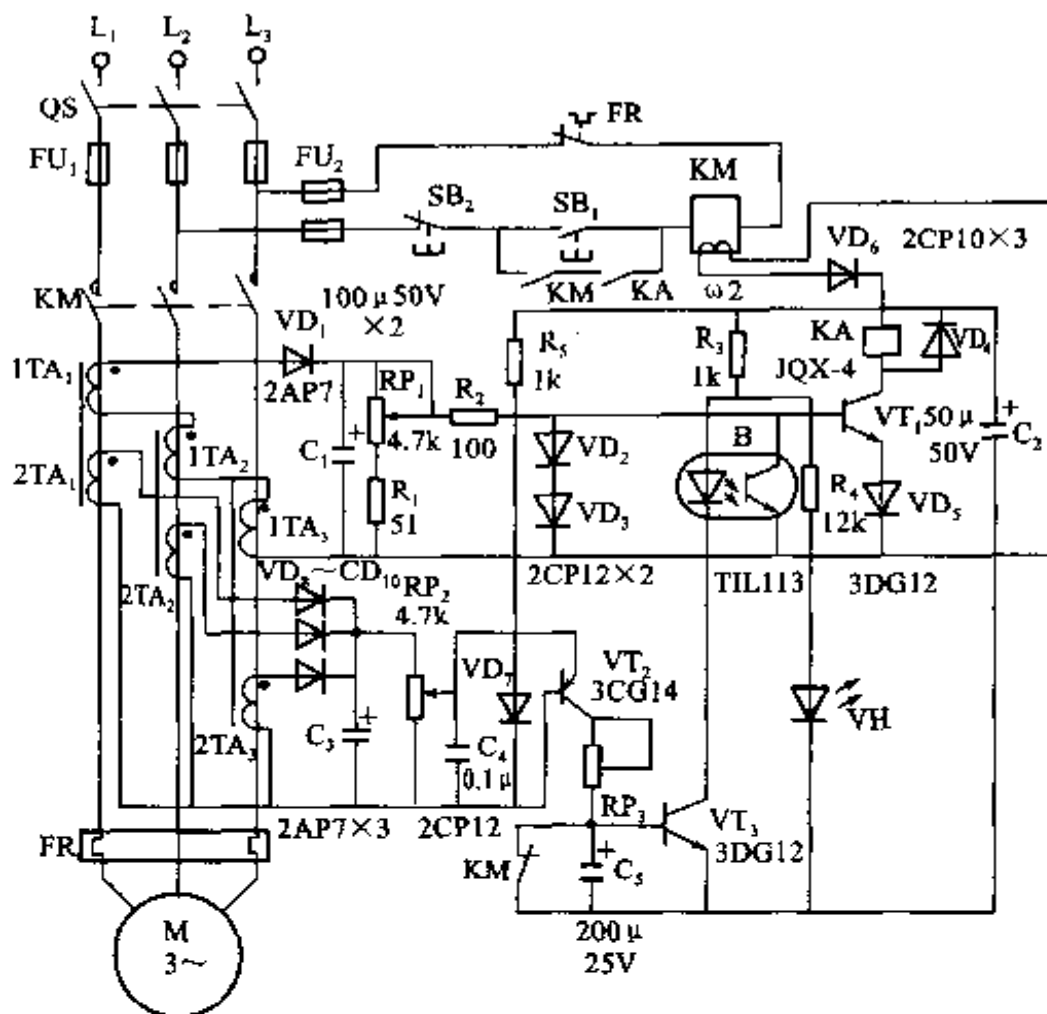 L₁ L₂ L₃
QS
FU₁
FU₂
FR
SB₂
SB₁
KM
KM
KA
ω2
VD₆
2CP10×3
KM
100μ50V
×2
VD₁
2AP7
1TA₁
RP₁
4.7k
R₂
100
R₅
1k
R₃
1k
KA
JQX-4
VD₄
VT₁
50μ
50V
C₂
2TA₁
1TA₂
C₁
R₁
51
VD₂
VD₃
B
R₄
12k
VD₅
1TA₃
2CP12×2
TIL113
3DG12
2TA₂
VD₈～CD₁₀
RP₂
4.7k
VD₇
VT₂
3CG14
VH
2TA₃
C₃
C₄
0.1μ
RP₃
2AP7×3
2CP12
VT₃
3DG12
FR
KM
C₅
M
3～
200μ
25V